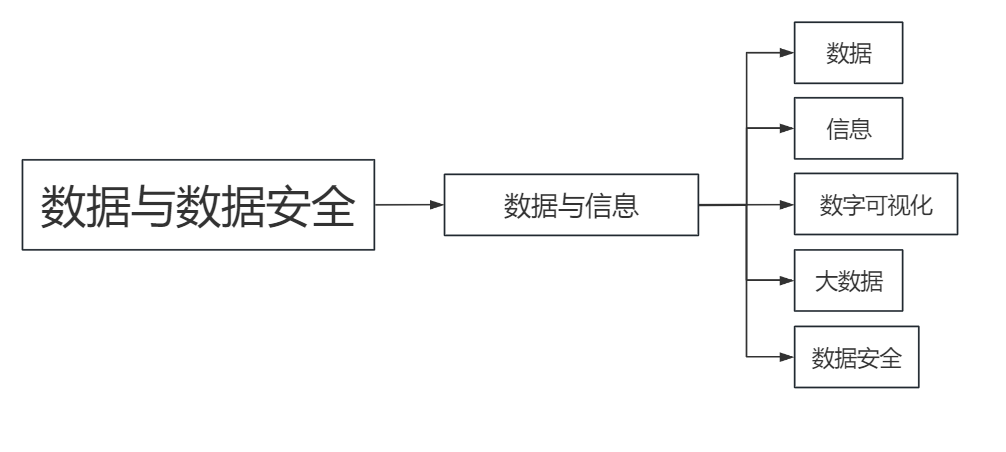 数据与数据安全
数据与信息
数据
信息
数字可视化
大数据
数据安全